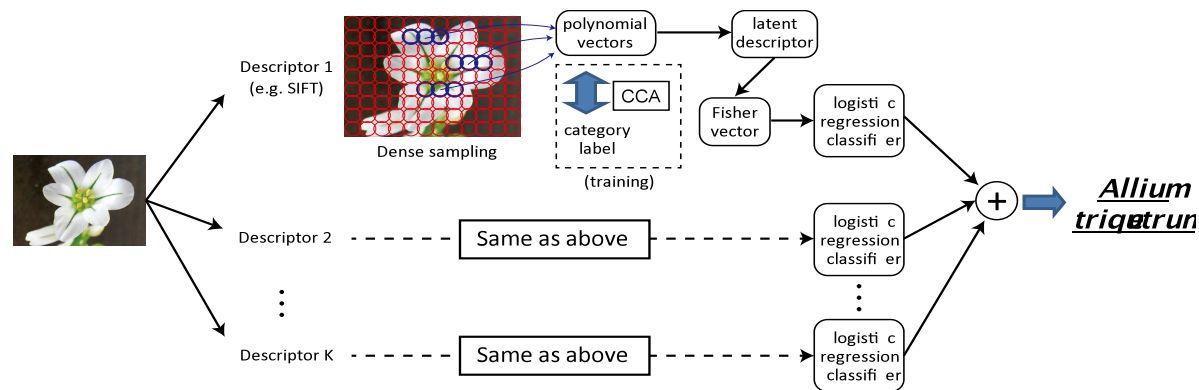 Descriptor 1
(e.g. SIFT)
Dense sampling
polynomial
vectors
CCA
category
label
(training)
latent
descriptor
Fisher
vector
logisti c
regression
classifi er
Descriptor 2
Same as above
logisti c
regression
classifi er
+
Allium
triquetrum
Descriptor K
Same as above
logisti c
regression
classifi er